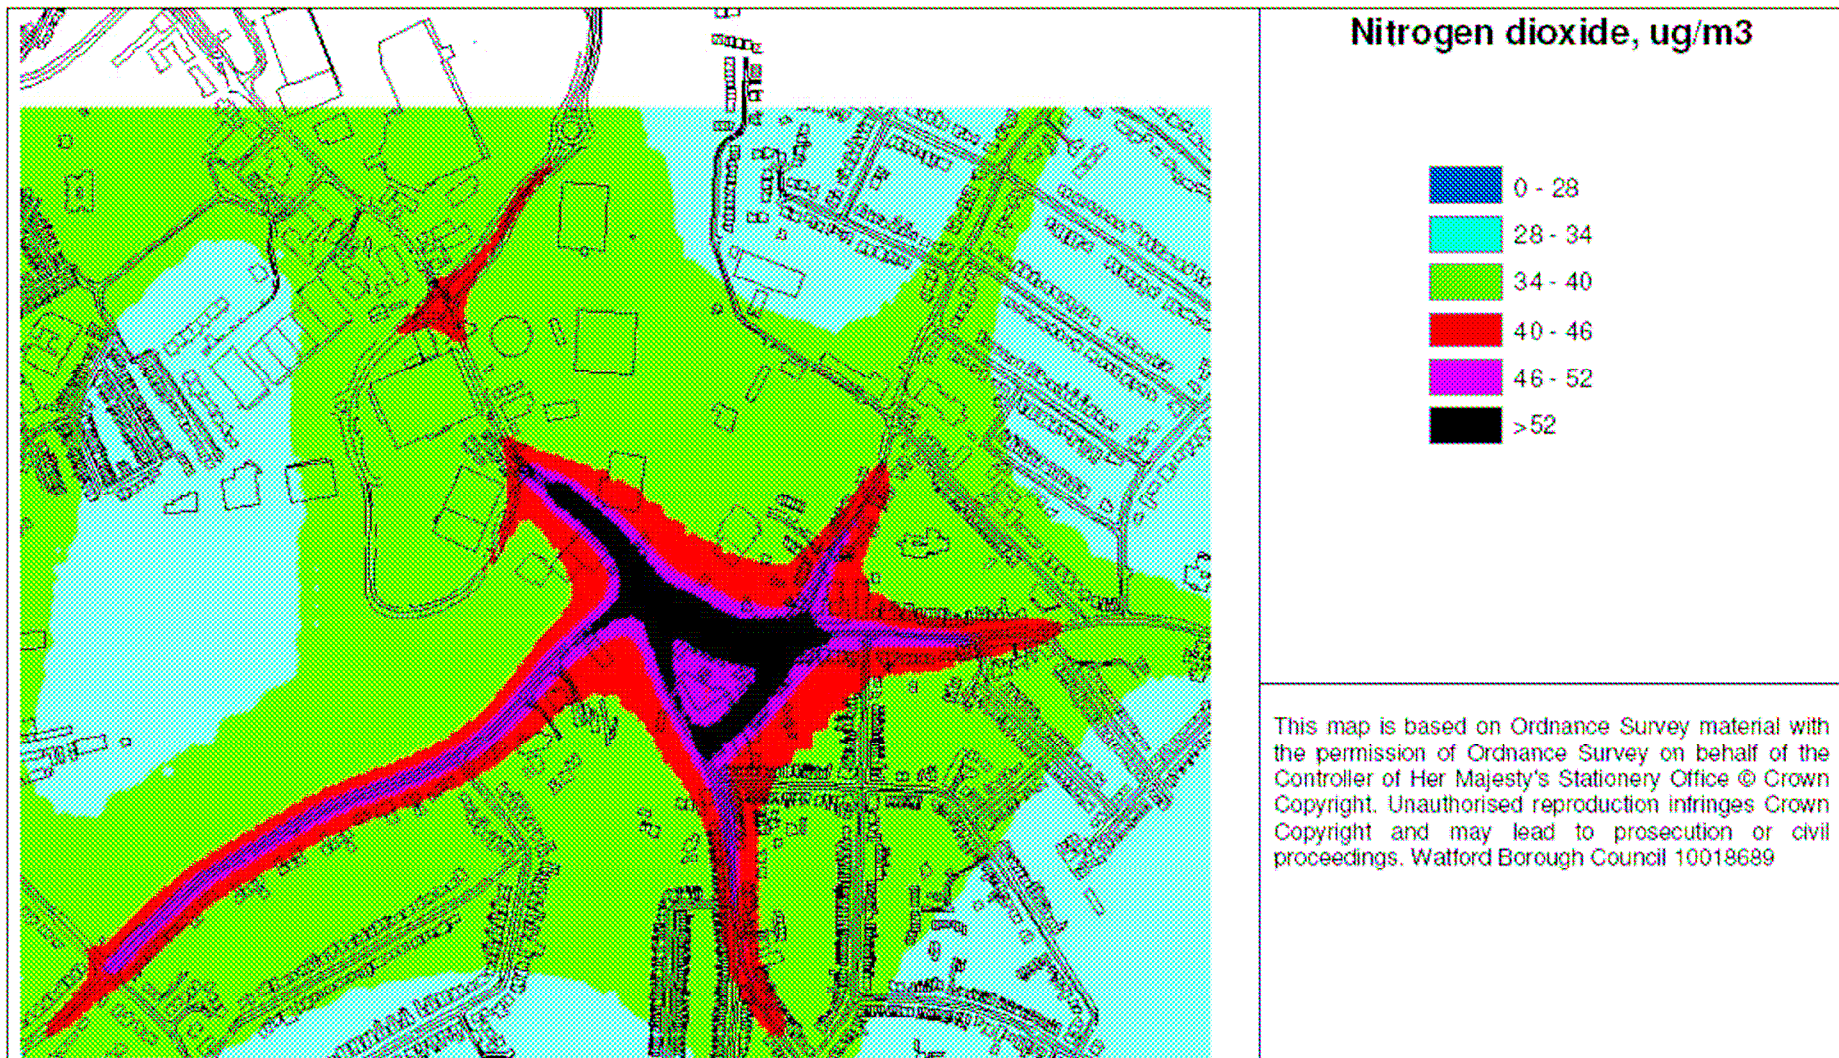 Nitrogen dioxide, ug/m3
0 - 28
28 - 34
34 - 40
40 - 46
46 - 52
>52
This map is based on Ordnance Survey material with
the permission of Ordnance Survey on behalf of the
Controller of Her Majesty's Stationery Office © Crown
Copyright. Unauthorised reproduction infringes Crown
Copyright and may lead to prosecution or civil
proceedings. Watford Borough Council 10018689